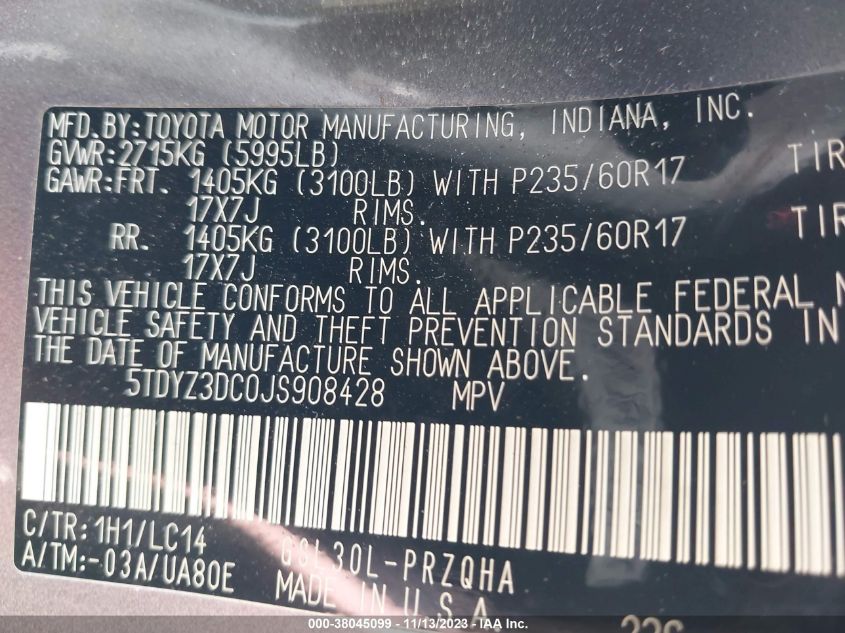 MFD.BY:TOYOTA MOTOR MANUFACTURING, INDIANA, INC.
GVWR:2715KG (5995LB)
GAWR:FRT. 1405KG (3100LB) WITH P235/60R17 TIR
17X7J RIMS.
RR. 1405KG (3100LB) WITH P235/60R17 TIR
17X7J RIMS.
THIS VEHICLE CONFORMS TO ALL APPLICABLE FEDERAL
VEHICLE SAFETY AND THEFT PREVENTION STANDARDS IN
THE DATE OF MANUFACTURE SHOWN ABOVE.
5TDYZ3DC0JS908428 MPV
C/TR:1H1/LC14 GSL30L-PRZQHA
A/TM:-03A/UA80E MADE IN U.S.A.
000-38045099 - 11/13/2023 - IAAI, Inc.